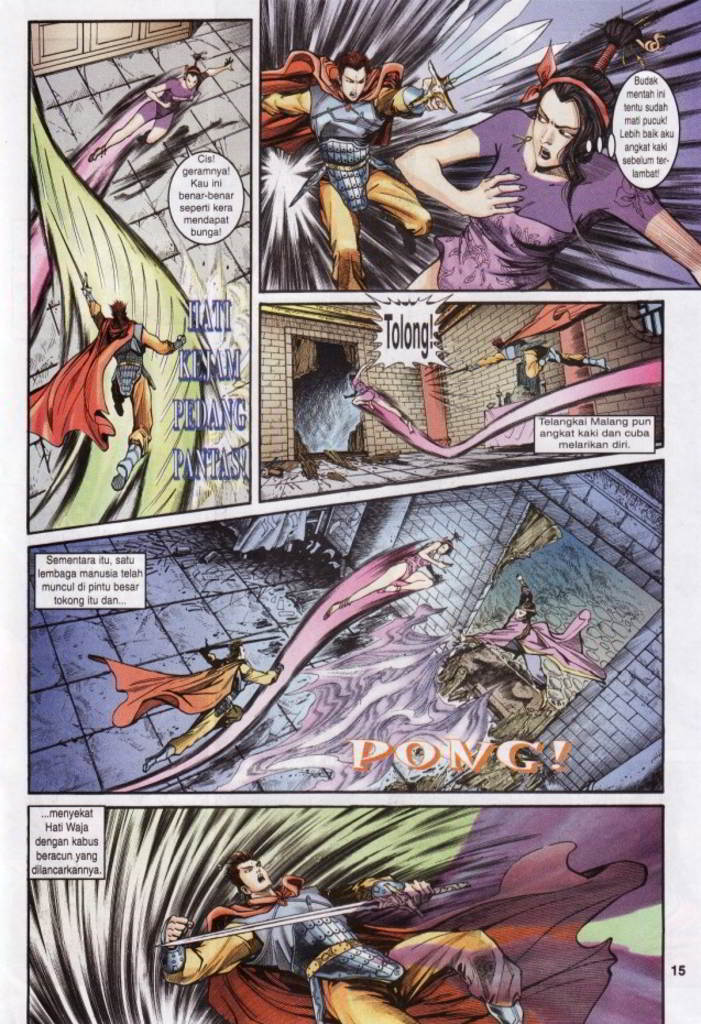 Cis!
geramnya!
Kau ini
benar-benar
seperti kera
mendapat
bunga!
HATI
KEJAM
PEDANG
PANTAS!
Budak
mentah ini
tentu sudah
mati pucuk!
Lebih baik aku
angkat kaki
sebelum ter-
lambat!
Tolong!
Telangkai Malang pun
angkat kaki dan cuba
melarikan diri.
Sementara itu, satu
lembaga manusia telah
muncul di pintu besar
tokong itu dan...
PONG!
...menyekat
Hati Waja
dengan kabus
beracun yang
dilancarkannya.
15